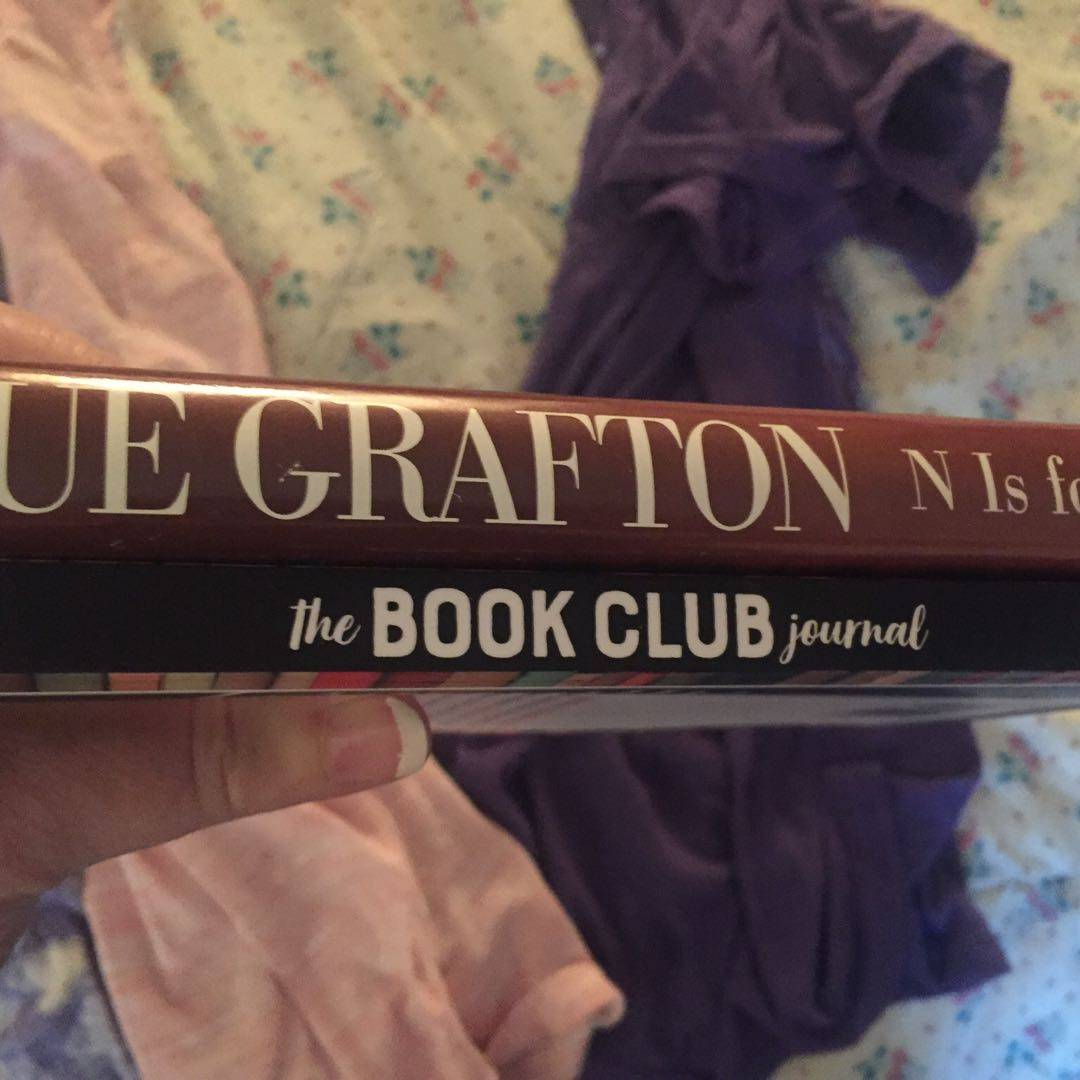 UE GRAFTON N Is fo
the BOOK CLUB journal